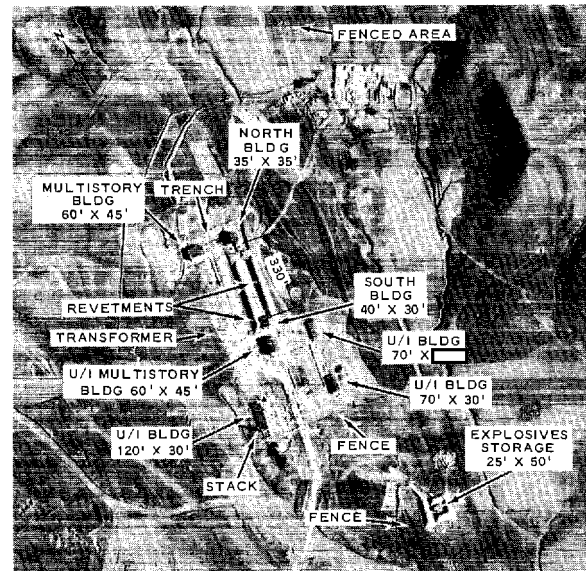 FENCED AREA
N
NORTH
BLDG
35' X 35'
MULTISTORY
BLDG
60' X 45'
TRENCH
330'
SOUTH
BLDG
40' X 30'
REVETMENTS
TRANSFORMER
U/I BLDG
70' X
U/I MULTISTORY
BLDG 60' X 45'
U/I BLDG
70' X 30'
U/I BLDG
120' X 30'
FENCE
EXPLOSIVES
STORAGE
25' X 50'
STACK
FENCE